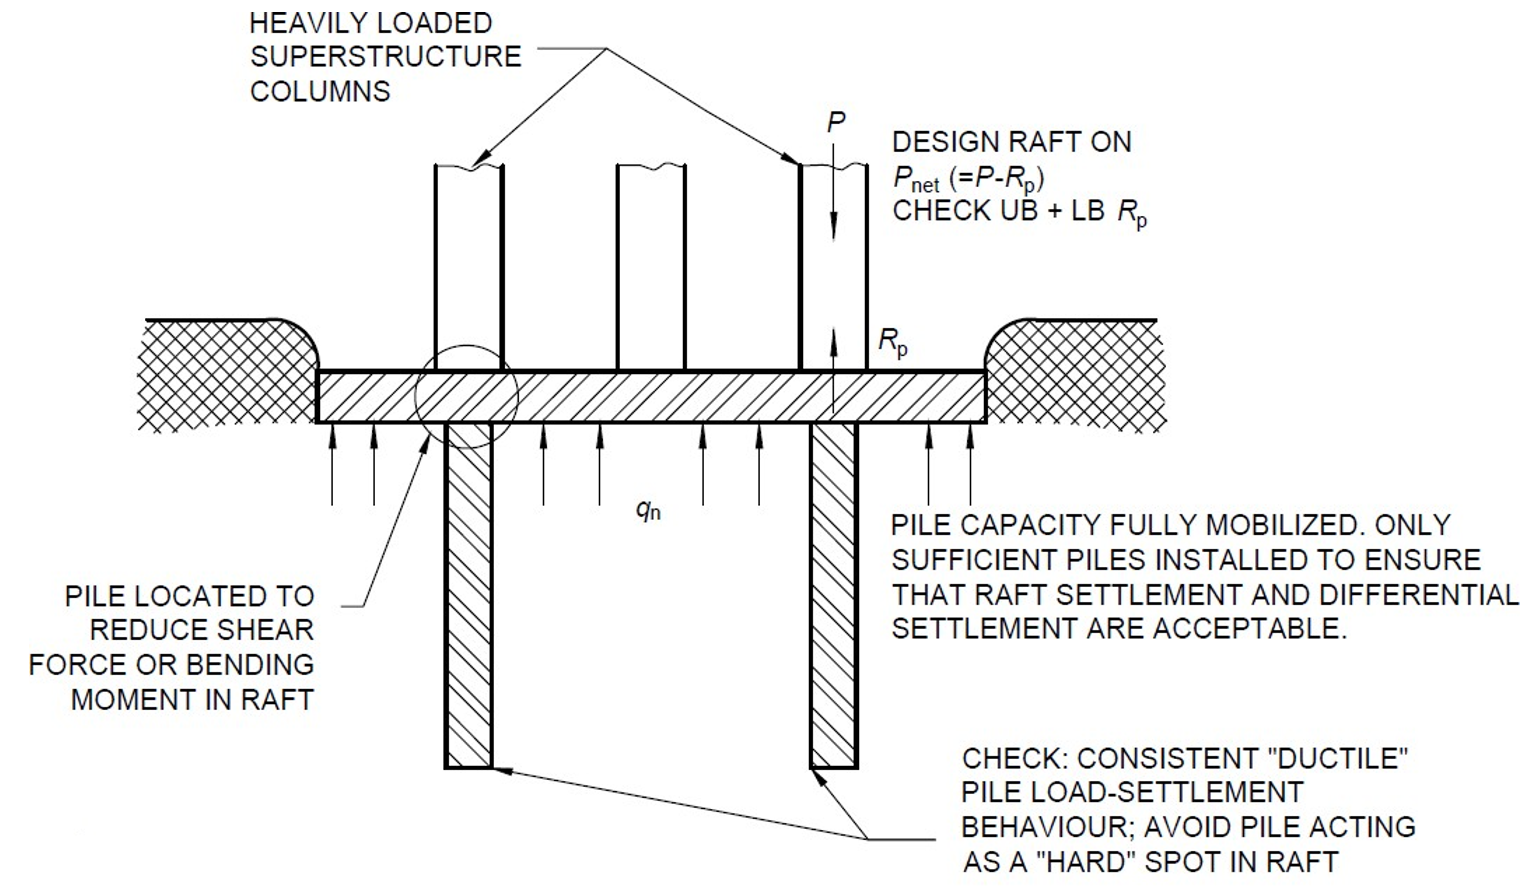 HEAVILY LOADED
SUPERSTRUCTURE
COLUMNS
P
DESIGN RAFT ON
Pnet (=P-Rp)
CHECK UB + LB Rp
Rp
qn
PILE CAPACITY FULLY MOBILIZED. ONLY
SUFFICIENT PILES INSTALLED TO ENSURE
THAT RAFT SETTLEMENT AND DIFFERENTIAL
SETTLEMENT ARE ACCEPTABLE.
PILE LOCATED TO
REDUCE SHEAR
FORCE OR BENDING
MOMENT IN RAFT
CHECK: CONSISTENT "DUCTILE"
PILE LOAD-SETTLEMENT
BEHAVIOUR; AVOID PILE ACTING
AS A "HARD" SPOT IN RAFT